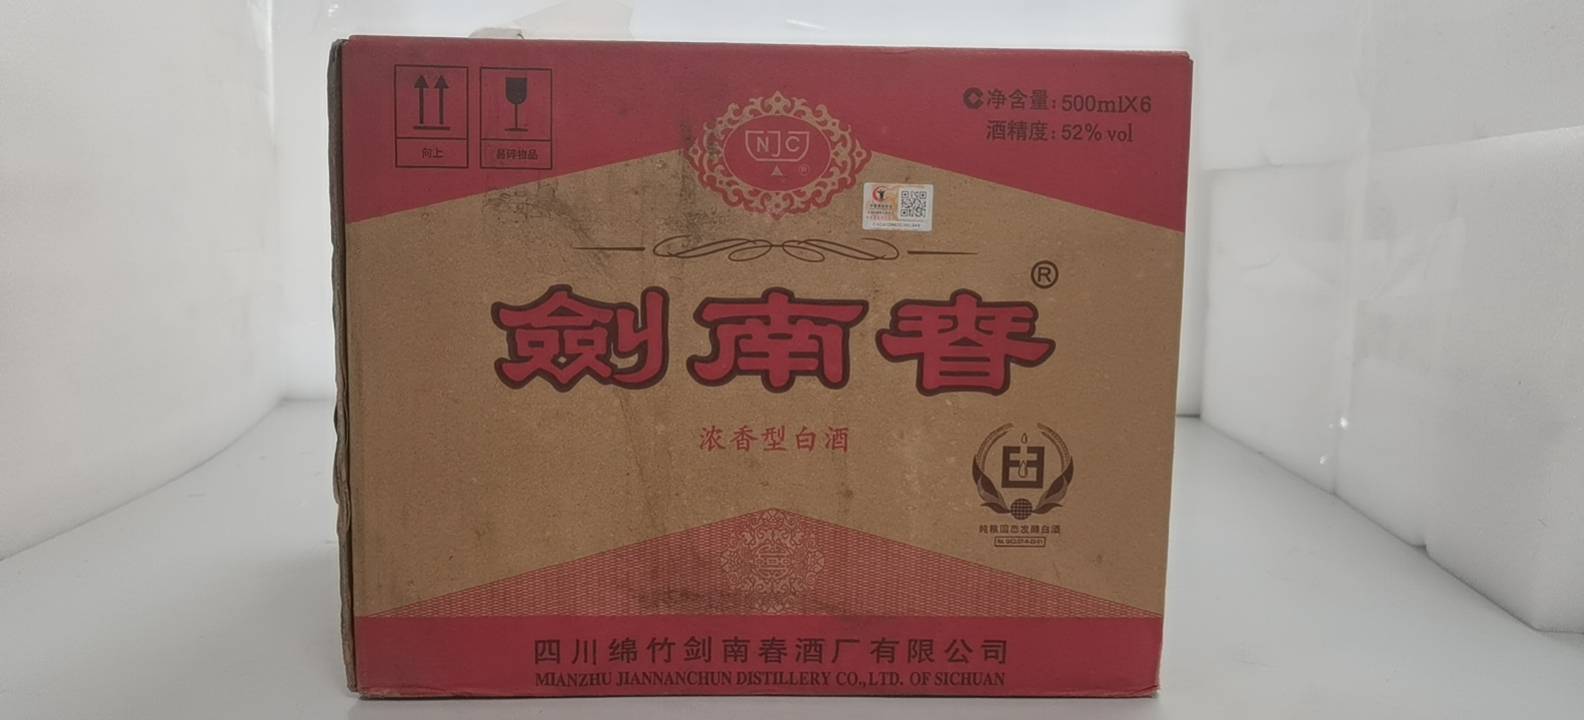 向上
易碎物品
净含量: 500mlX6
酒精度: 52% vol
NJC
®
劍南春
®
浓香型白酒
纯粮固态发酵白酒
四川绵竹剑南春酒厂有限公司
MIANZHU JIANNANCHUN DISTILLERY CO.,LTD. OF SICHUAN